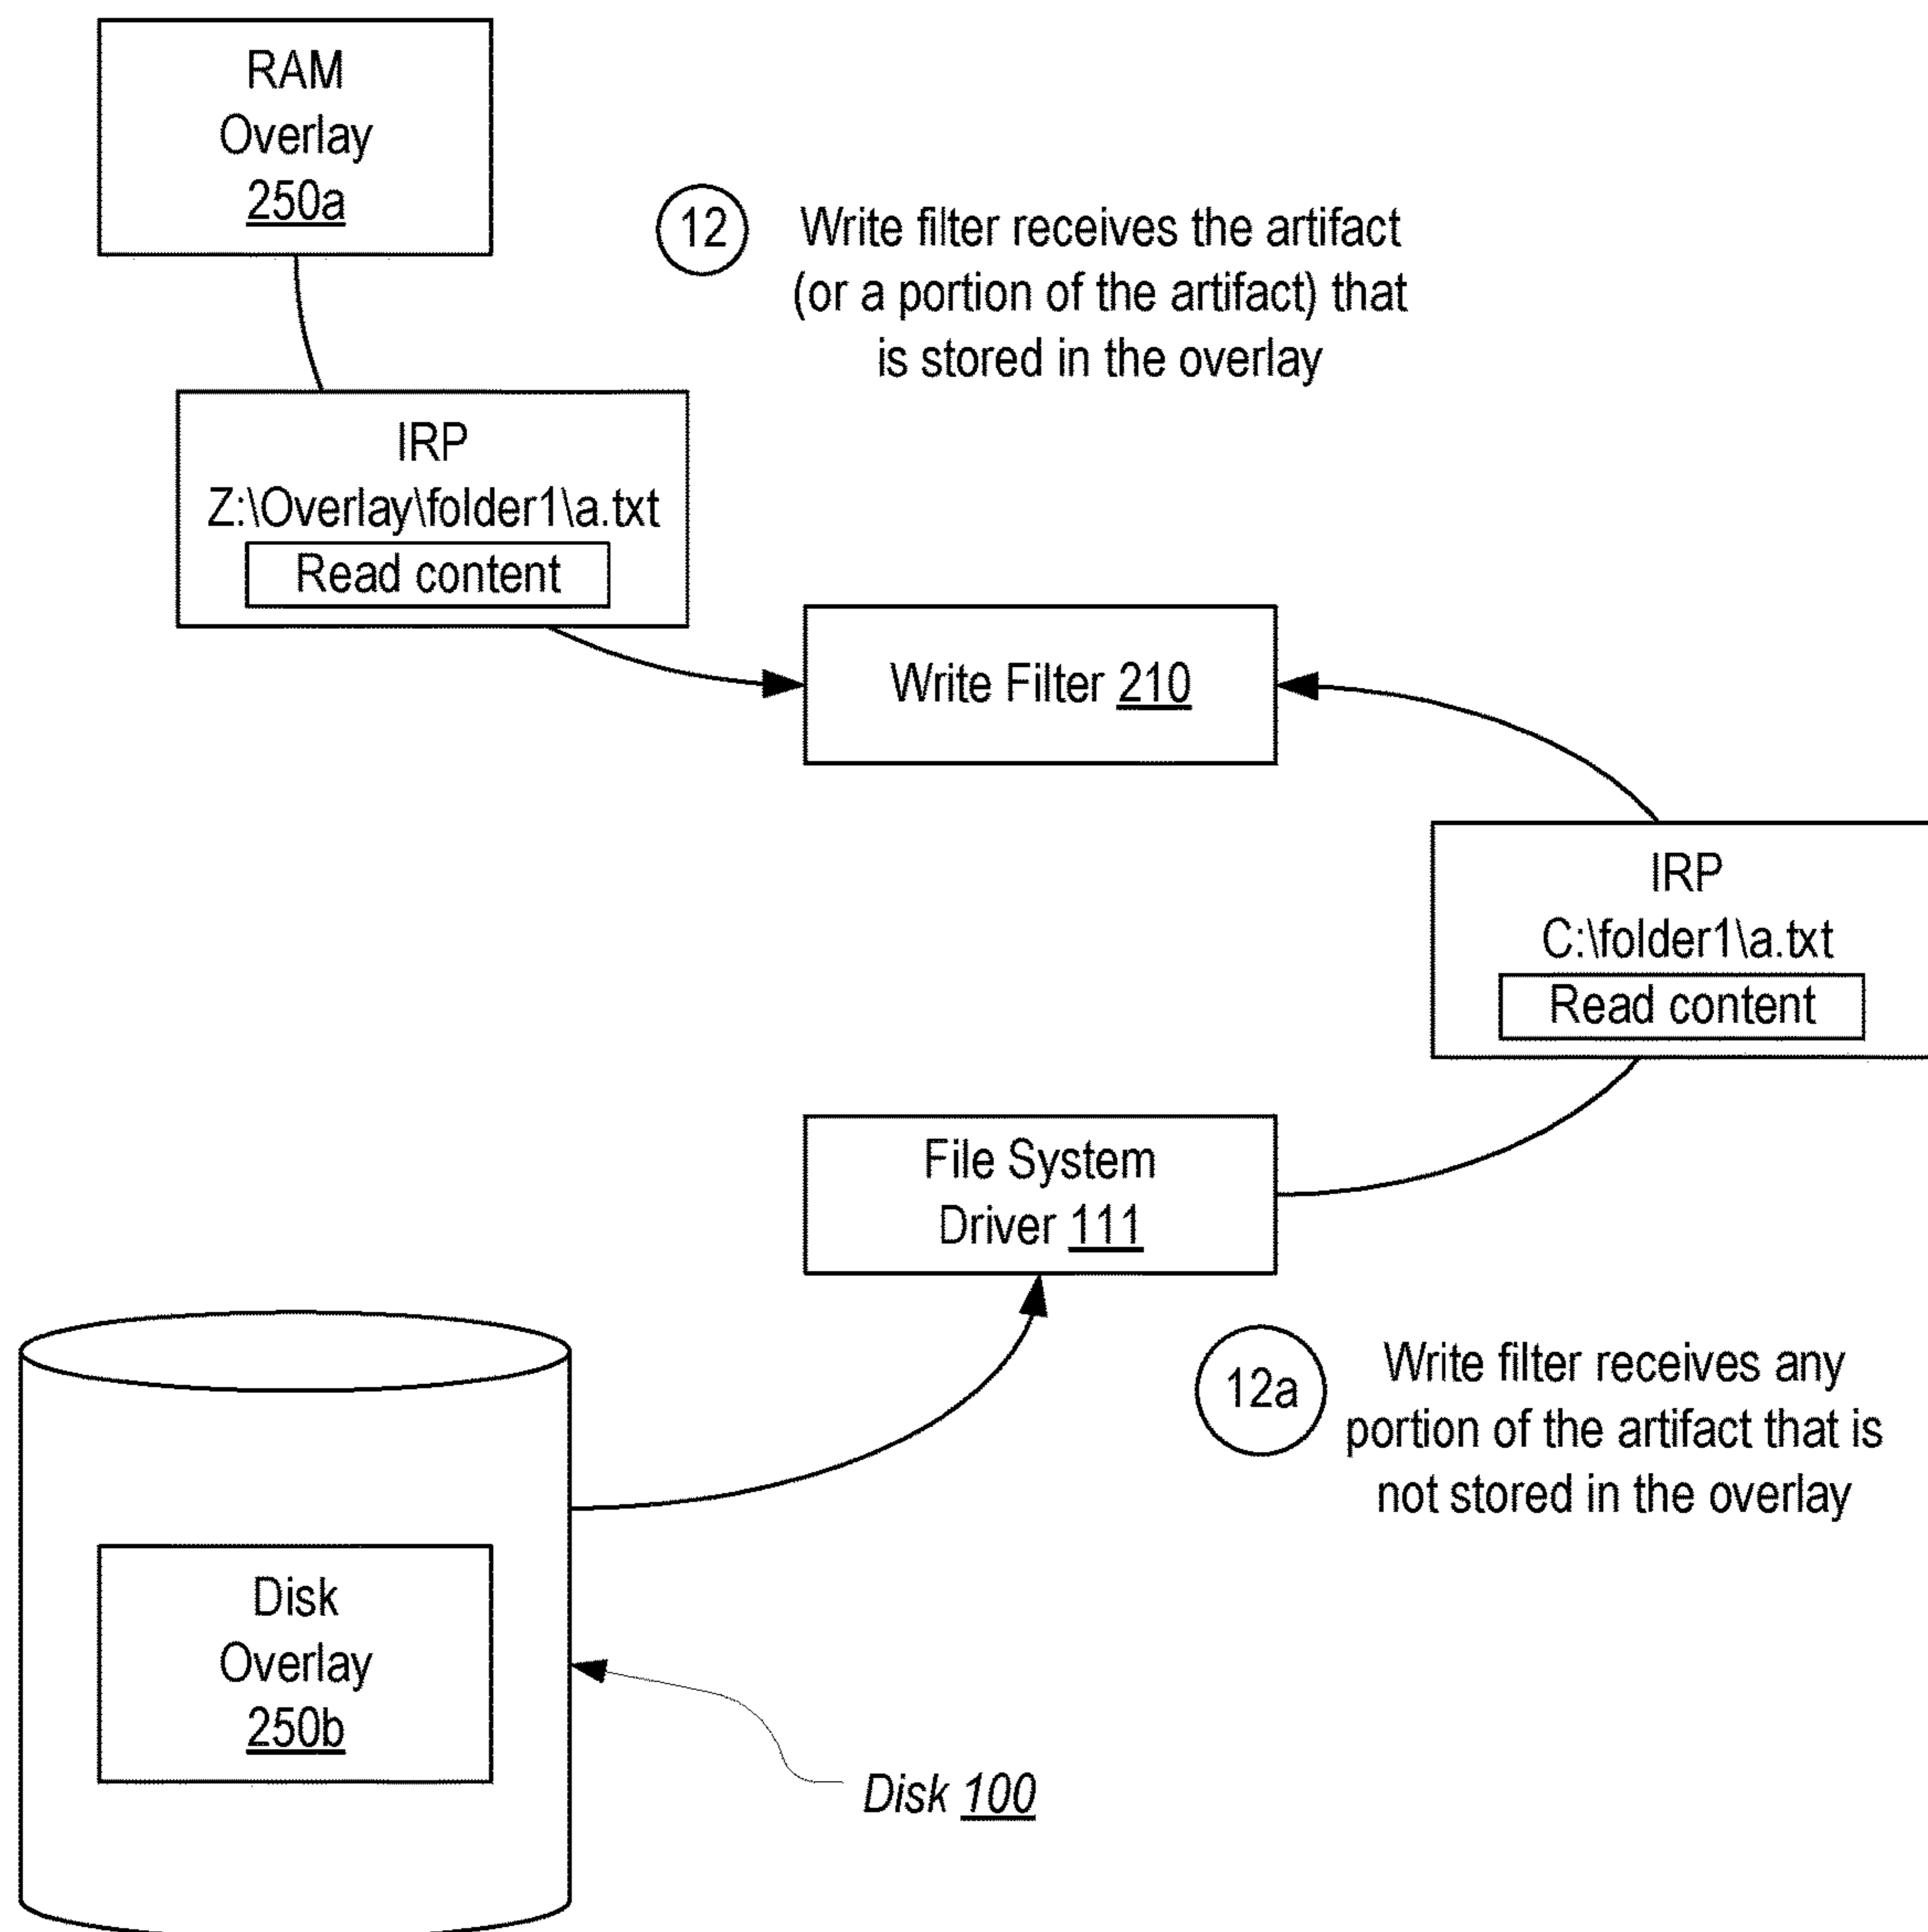 RAM
Overlay
250a
12
Write filter receives the artifact
(or a portion of the artifact) that
is stored in the overlay
IRP
Z:\Overlay\folder1\a.txt
Read content
Write Filter 210
IRP
C:\folder1\a.txt
Read content
File System
Driver 111
12a
Write filter receives any
portion of the artifact that is
not stored in the overlay
Disk
Overlay
250b
Disk 100